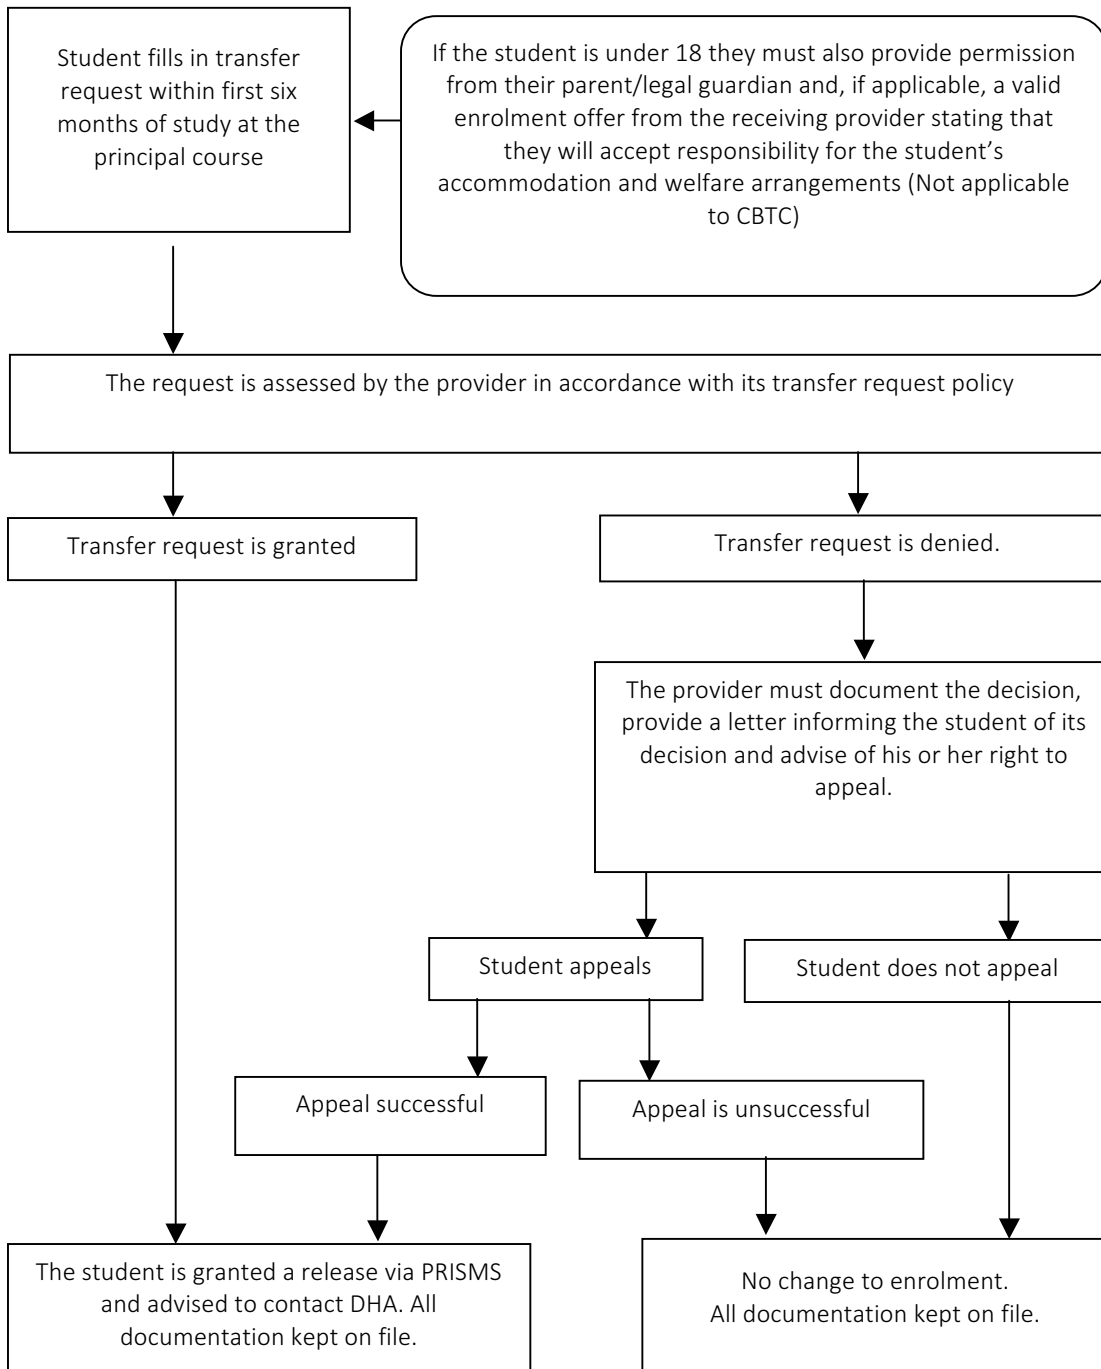 Student fills in transfer
request within first six
months of study at the
principal course
If the student is under 18 they must also provide permission
from their parent/legal guardian and, if applicable, a valid
enrolment offer from the receiving provider stating that
they will accept responsibility for the student’s
accommodation and welfare arrangements (Not applicable
to CBTC)
The request is assessed by the provider in accordance with its transfer request policy
Transfer request is granted
Transfer request is denied.
The provider must document the decision,
provide a letter informing the student of its
decision and advise of his or her right to
appeal.
Student appeals
Student does not appeal
Appeal successful
Appeal is unsuccessful
The student is granted a release via PRISMS
and advised to contact DHA. All
documentation kept on file.
No change to enrolment.
All documentation kept on file.